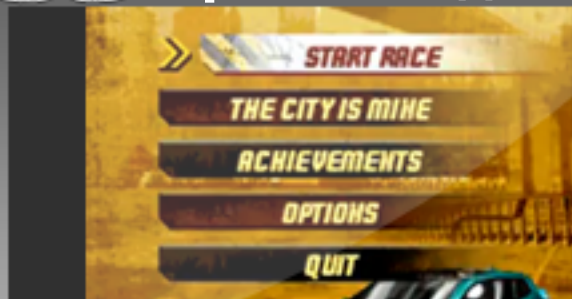 START RACE
THE CITY IS MINE
ACHIEVEMENTS
OPTIONS
QUIT